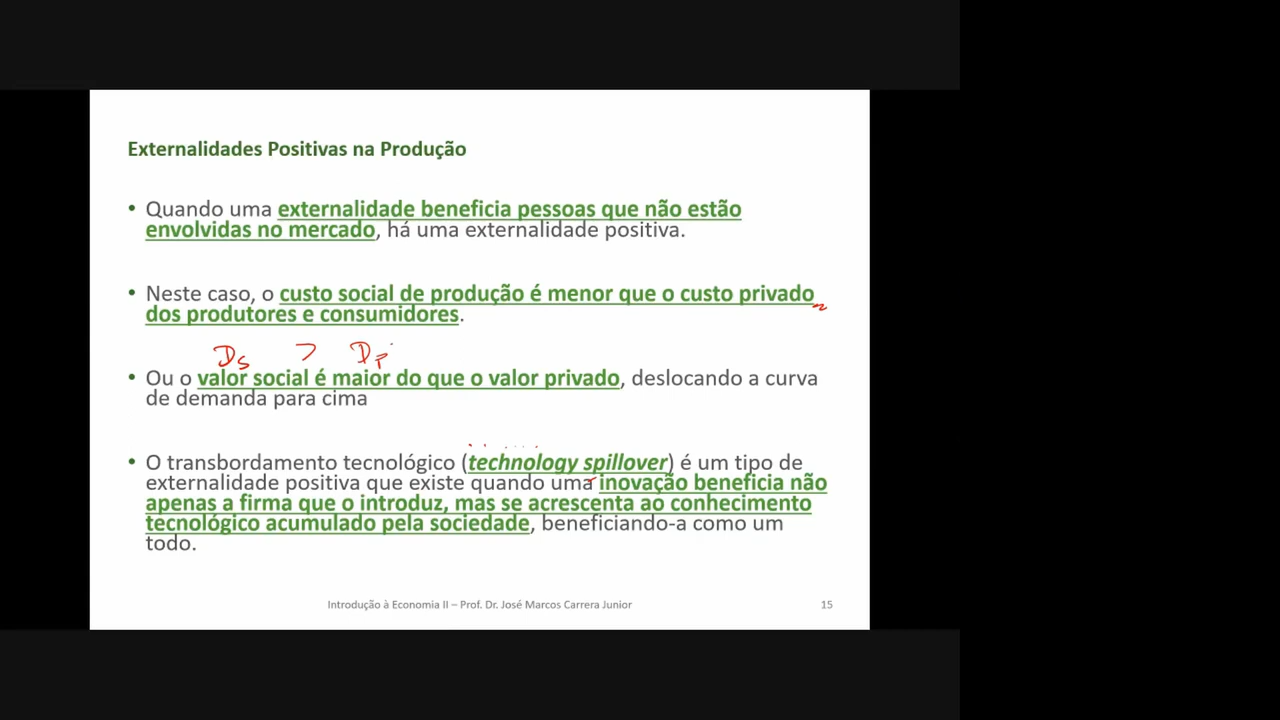 Externalidades Positivas na Produção
• Quando uma externalidade beneficia pessoas que não estão
envolvidas no mercado, há uma externalidade positiva.
• Neste caso, o custo social de produção é menor que o custo privado
dos produtores e consumidores.
Ds > Dp
• Ou o valor social é maior do que o valor privado, deslocando a curva
de demanda para cima
• O transbordamento tecnológico (technology spillover) é um tipo de
externalidade positiva que existe quando uma inovação beneficia não
apenas a firma que o introduz, mas se acrescenta ao conhecimento
tecnológico acumulado pela sociedade, beneficiando-a como um
todo.
Introdução à Economia II – Prof. Dr. José Marcos Carrera Junior 15